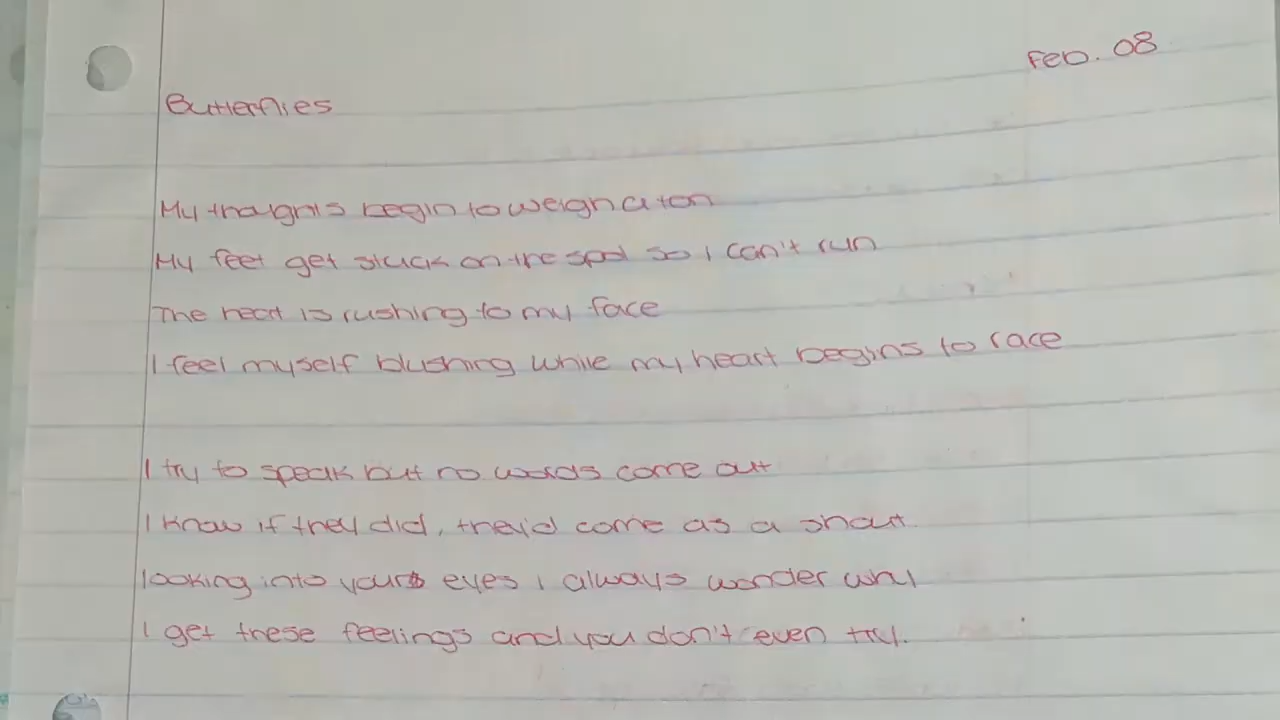 Feb. 08
Butterflies
My thoughts begin to weigh a ton
My feet get stuck on the spot so I can't run
The heat is rushing to my face
I feel myself blushing while my heart begins to race
I try to speak but no words come out
I know if they did, they'd come as a shout.
looking into your eyes I always wonder why
I get these feelings and you don't even try.